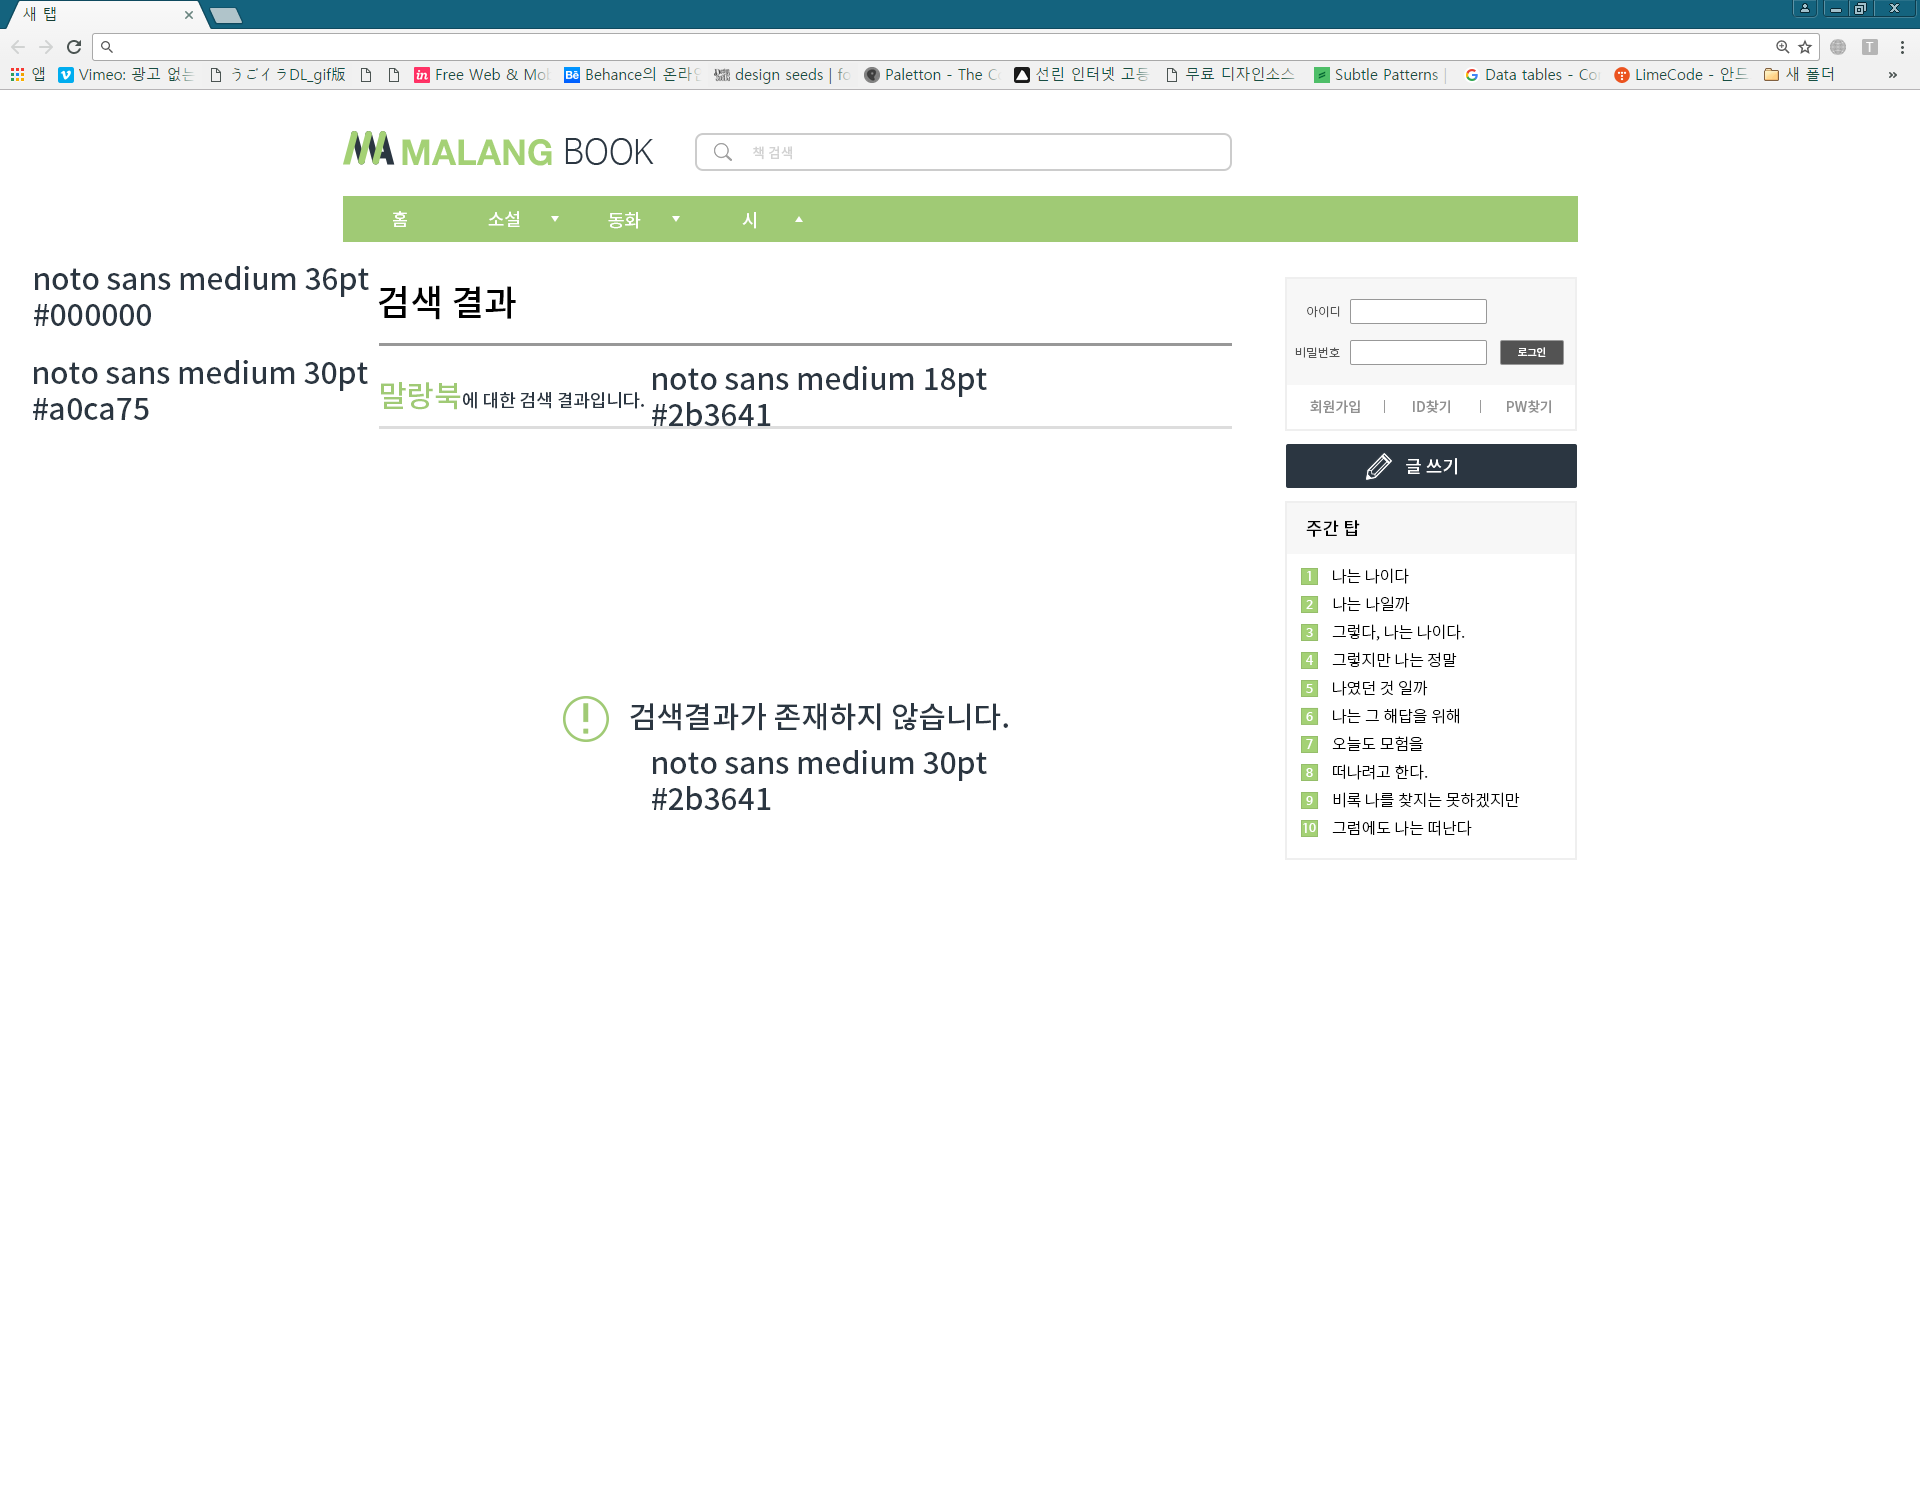 새 탭
앱 Vimeo: 광고 없는 うごイラDL_gif版 Free Web & Mob Behance의 온라인 design seeds | fo Paletton - The Co 선린 인터넷 고등 무료 디자인소스 Subtle Patterns | Data tables - Con LimeCode - 안드 새 폴더 »
MALANG BOOK
책 검색
홈 소설 동화 시
noto sans medium 36pt
#000000
검색 결과
noto sans medium 30pt
#a0ca75
말랑북에 대한 검색 결과입니다.
noto sans medium 18pt
#2b3641
검색결과가 존재하지 않습니다.
noto sans medium 30pt
#2b3641
아이디
비밀번호 로그인
회원가입 | ID찾기 | PW찾기
글 쓰기
주간 탑
1 나는 나이다
2 나는 나일까
3 그렇다, 나는 나이다.
4 그렇지만 나는 정말
5 나였던 것 일까
6 나는 그 해답을 위해
7 오늘도 모험을
8 떠나려고 한다.
9 비록 나를 찾지는 못하겠지만
10 그럼에도 나는 떠난다